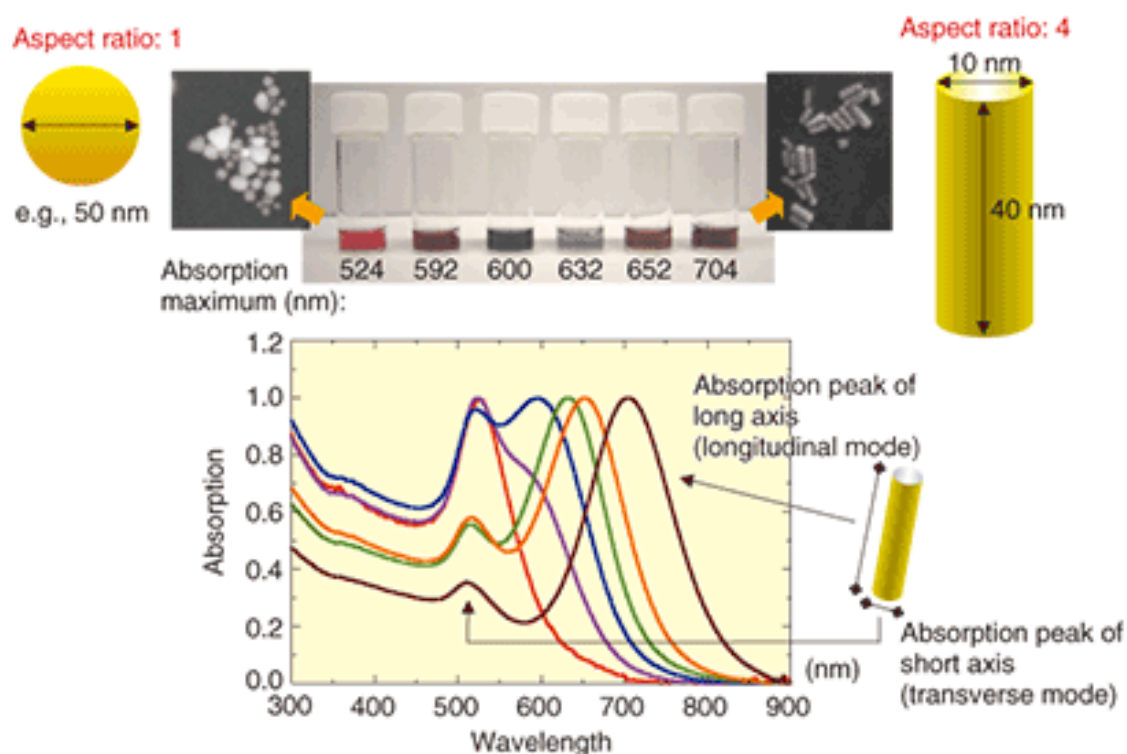 Aspect ratio: 1
e.g., 50 nm
Aspect ratio: 4
10 nm
40 nm
Absorption
maximum (nm):
524 592 600 632 652 704
Absorption
1.2
1.0
0.8
0.6
0.4
0.2
0.0
300 400 500 600 700 800 900
(nm)
Wavelength
Absorption peak of
long axis
(longitudinal mode)
Absorption peak of
short axis
(transverse mode)